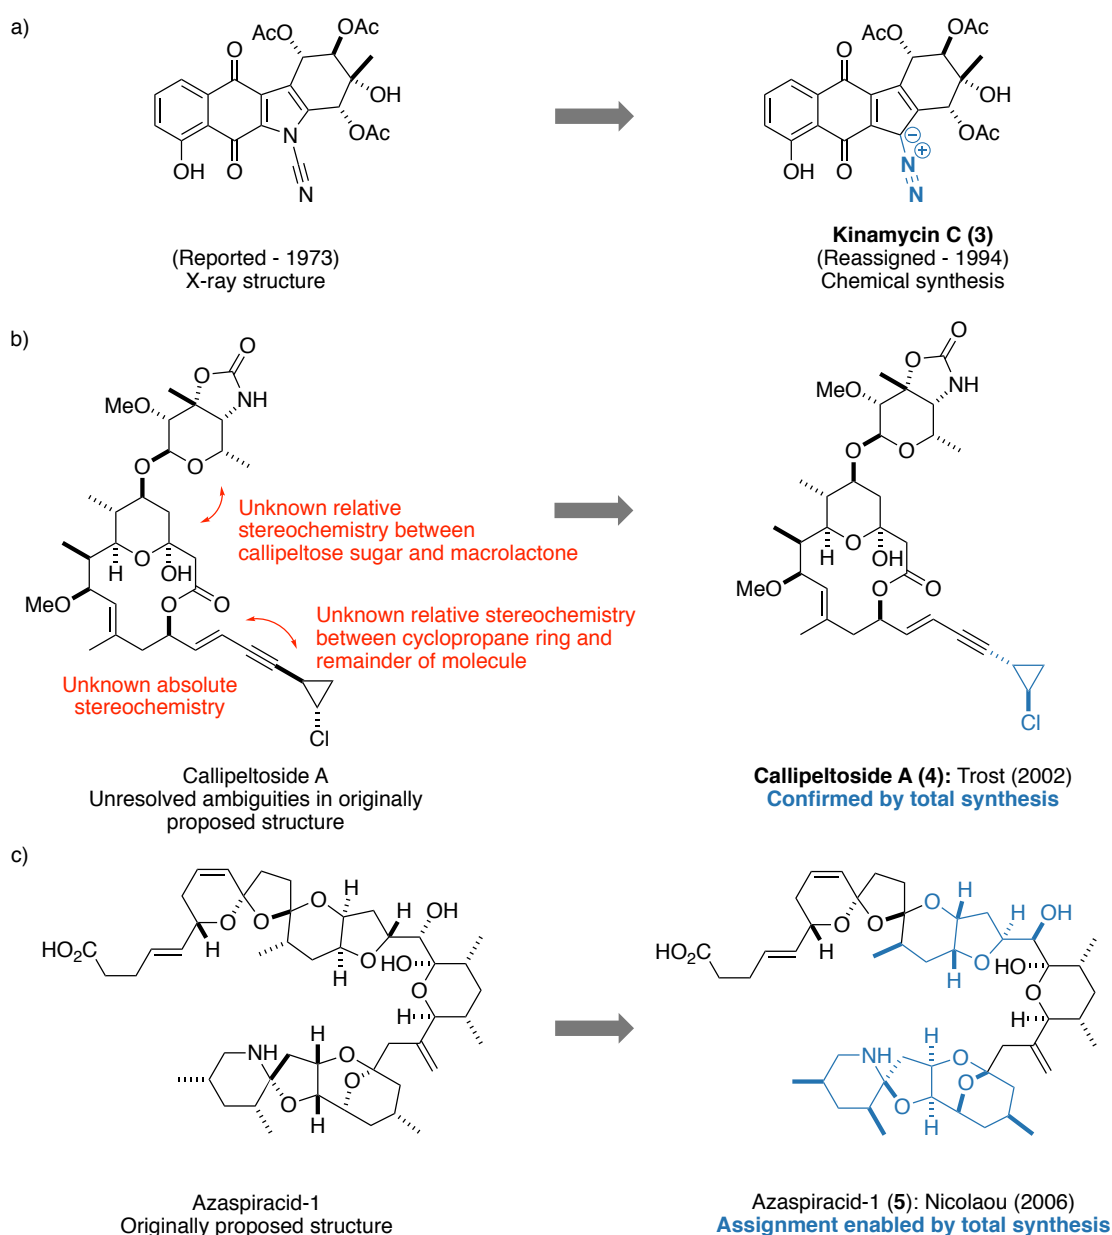 a)
AcO
OAc
O
OH
OAc
N
OH
O
N
(Reported - 1973)
X-ray structure
AcO
OAc
O
OH
OAc
−
+
N
OH
O
N
Kinamycin C (3)
(Reassigned - 1994)
Chemical synthesis
b)
O
O
NH
MeO
O
O
Unknown relative
stereochemistry between
callipeltose sugar and macrolactone
O
H
OH
MeO
O
O
Unknown relative stereochemistry
between cyclopropane ring and
remainder of molecule
Unknown absolute
stereochemistry
Cl
Callipeltoside A
Unresolved ambiguities in originally
proposed structure
O
O
NH
MeO
O
O
O
H
OH
MeO
O
O
Cl
Callipeltoside A (4): Trost (2002)
Confirmed by total synthesis
c)
H
O
H
OH
O
O
HO2C
H
O
HO
H
O
H
H
NH
O
O
O
H
Azaspiracid-1
Originally proposed structure
H
O
H
OH
O
O
HO2C
H
O
HO
H
O
H
H
NH
O
O
O
H
Azaspiracid-1 (5): Nicolaou (2006)
Assignment enabled by total synthesis